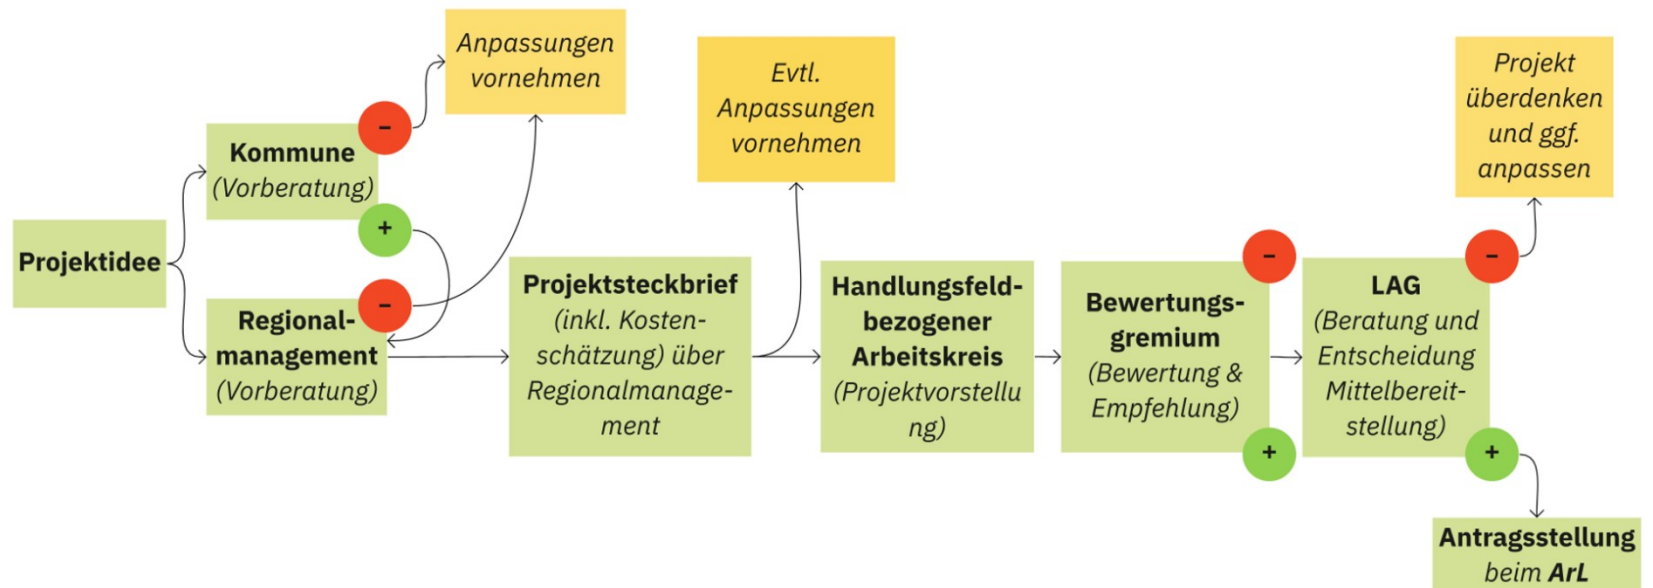 Projektidee
Kommune
(Vorberatung)
–
+
Anpassungen
vornehmen
Regional-
management
(Vorberatung)
–
Projektsteckbrief
(inkl. Kosten-
schätzung) über
Regionalmanage-
ment
Evtl.
Anpassungen
vornehmen
Handlungsfeld-
bezogener
Arbeitskreis
(Projektvorstellu
ng)
Bewertungs-
gremium
(Bewertung &
Empfehlung)
–
+
LAG
(Beratung und
Entscheidung
Mittelbereit-
stellung)
–
+
Projekt
überdenken
und ggf.
anpassen
Antragsstellung
beim ArL